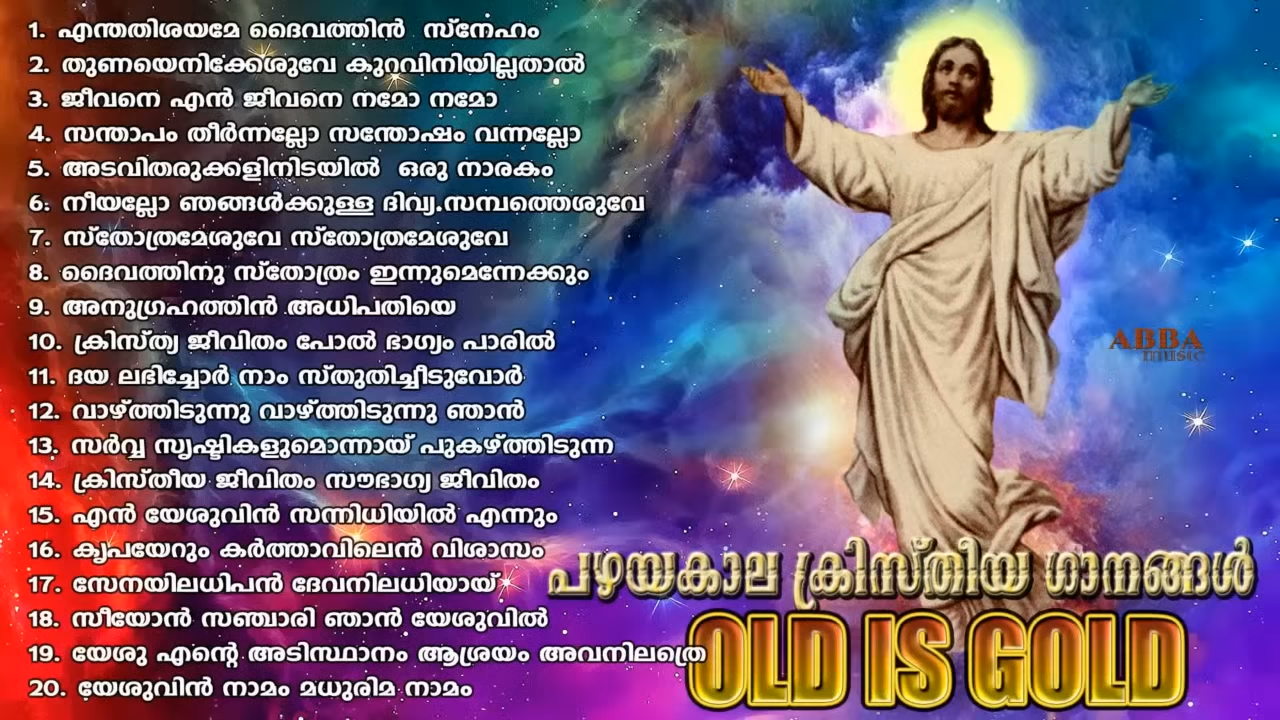 1. എന്തതിശയമേ ദൈവത്തിൻ സ്നേഹം
2. തുണയെനിക്കേശുവേ കുറവിനിയില്ലതാൽ
3. ജീവനെ എൻ ജീവനെ നമോ നമോ
4. സന്താപം തീർന്നല്ലോ സന്തോഷം വന്നല്ലോ
5. അടവിതരുക്കളിനിടയിൽ ഒരു നാരകം
6. നീയല്ലോ ഞങ്ങൾക്കുള്ള ദിവ്യ സമ്പത്തെശുവേ
7. സ്തോത്രമേശുവേ സ്തോത്രമേശുവേ
8. ദൈവത്തിനു സ്തോത്രം ഇന്നുമെന്നേക്കും
9. അനുഗ്രഹത്തിൻ അധിപതിയെ
10. ക്രിസ്ത്യ ജീവിതം പോൽ ഭാഗ്യം പാരിൽ
11. ദയ ലഭിച്ചോർ നാം സ്തുതിച്ചീടുവോർ
12. വാഴ്ത്തിടുന്നു വാഴ്ത്തിടുന്നു ഞാൻ
13. സർവ്വ സൃഷ്ടികളുമൊന്നായ് പുകഴ്ത്തിടുന്ന
14. ക്രിസ്തീയ ജീവിതം സൗഭാഗ്യ ജീവിതം
15. എൻ യേശുവിൻ സന്നിധിയിൽ എന്നും
16. കൃപയേറും കർത്താവിലെൻ വിശാസം
17. സേനയിലധിപൻ ദേവനിലധിയായ്
18. സീയോൻ സഞ്ചാരി ഞാൻ യേശുവിൽ
19. യേശു എന്റെ അടിസ്ഥാനം ആശ്രയം അവനിലത്രെ
20. യേശുവിൻ നാമം മധുരിമ നാമം
ABBA
music
പഴയകാല ക്രിസ്തീയ ഗാനങ്ങൾ
OLD IS GOLD